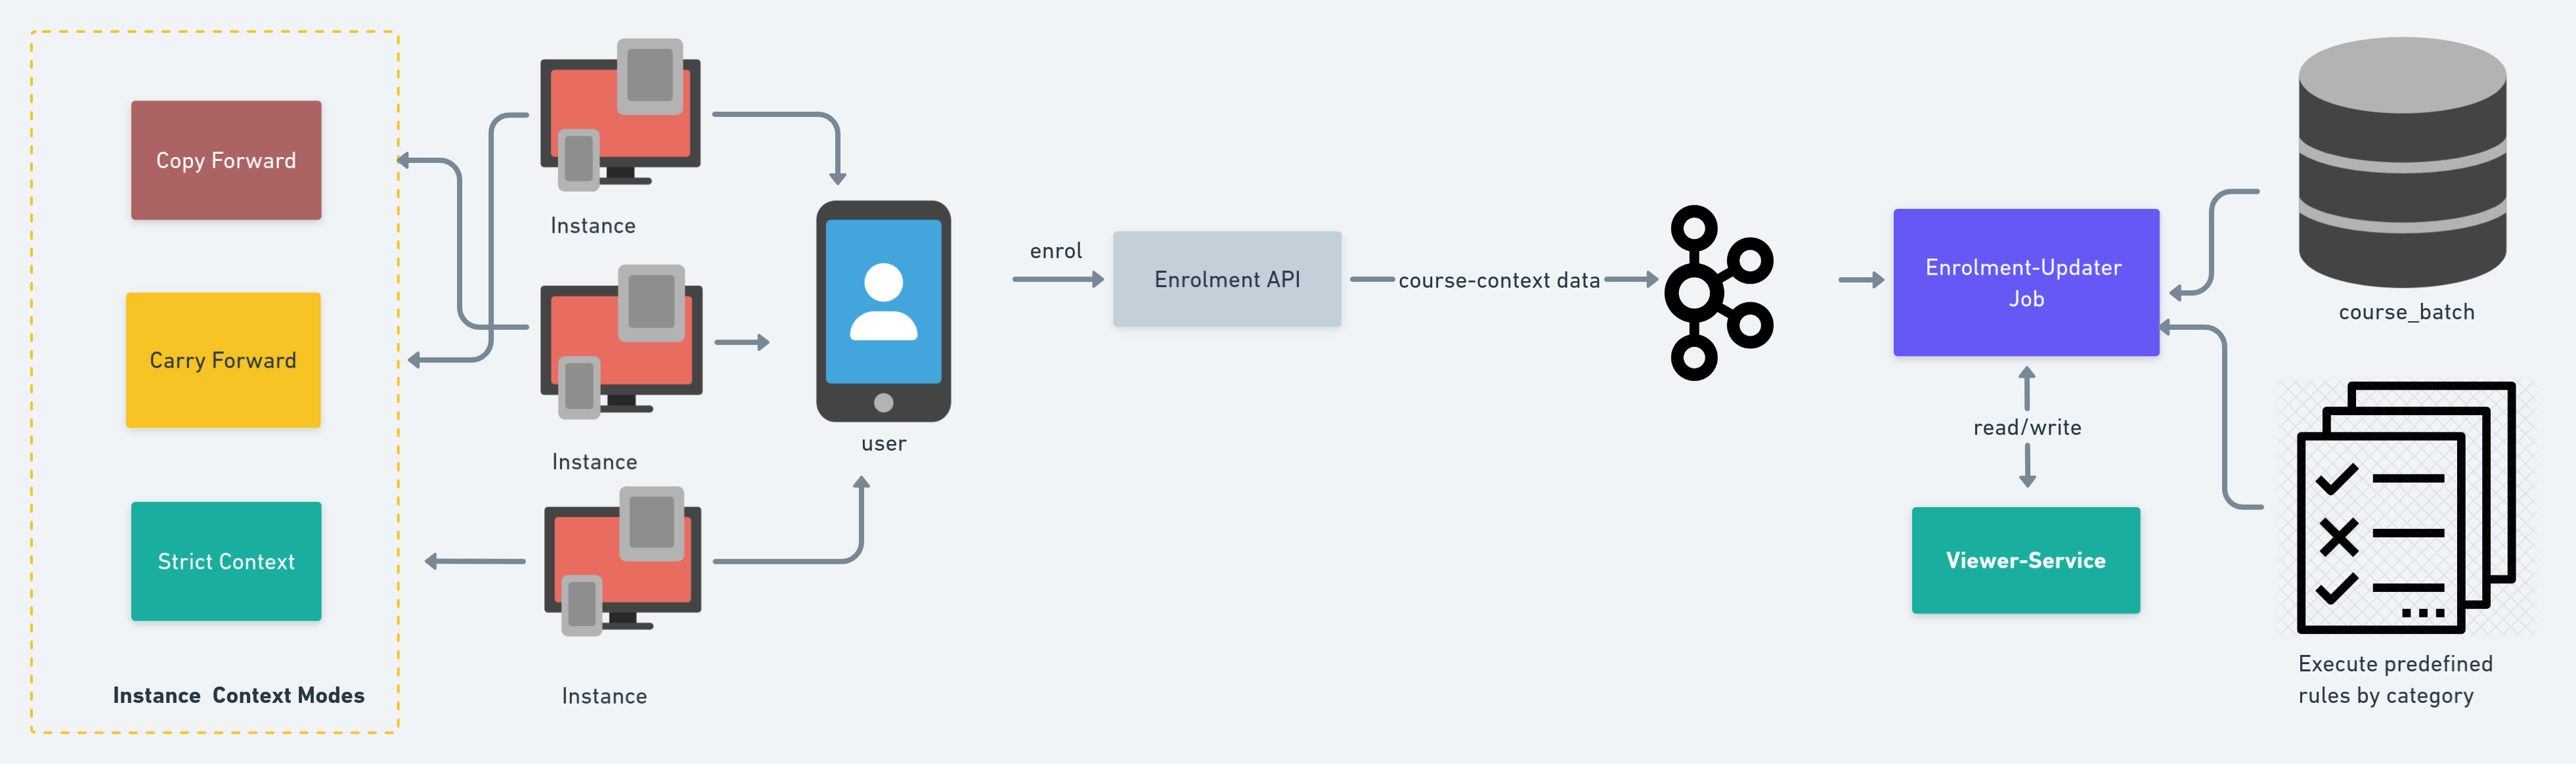 Copy Forward
Carry Forward
Strict Context
Instance  Context Modes
Instance
Instance
Instance
user
enrol
Enrolment API
course-context data
Enrolment-Updater
Job
read/write
Viewer-Service
course_batch
Execute predefined
rules by category